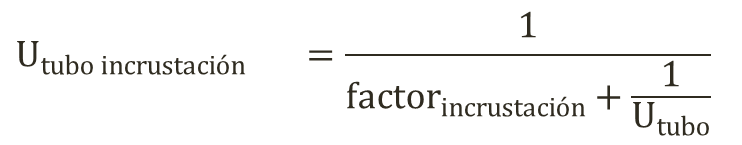 U_tubo incrustación = 1 / (factor_incrustación + 1 / U_tubo)